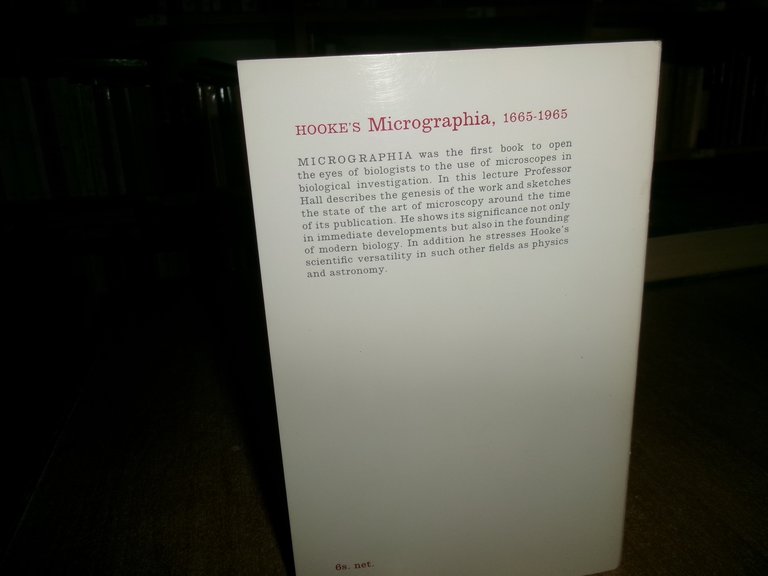 HOOKE'S Micrographia, 1665-1965
MICROGRAPHIA was the first book to open
the eyes of biologists to the use of microscopes in
biological investigation. In this lecture Professor
Hall describes the genesis of the work and sketches
the state of the art of microscopy around the time
of its publication. He shows its significance not only
in immediate developments but also in the founding
of modern biology. In addition he stresses Hooke's
scientific versatility in such other fields as physics
and astronomy.
6s. net.